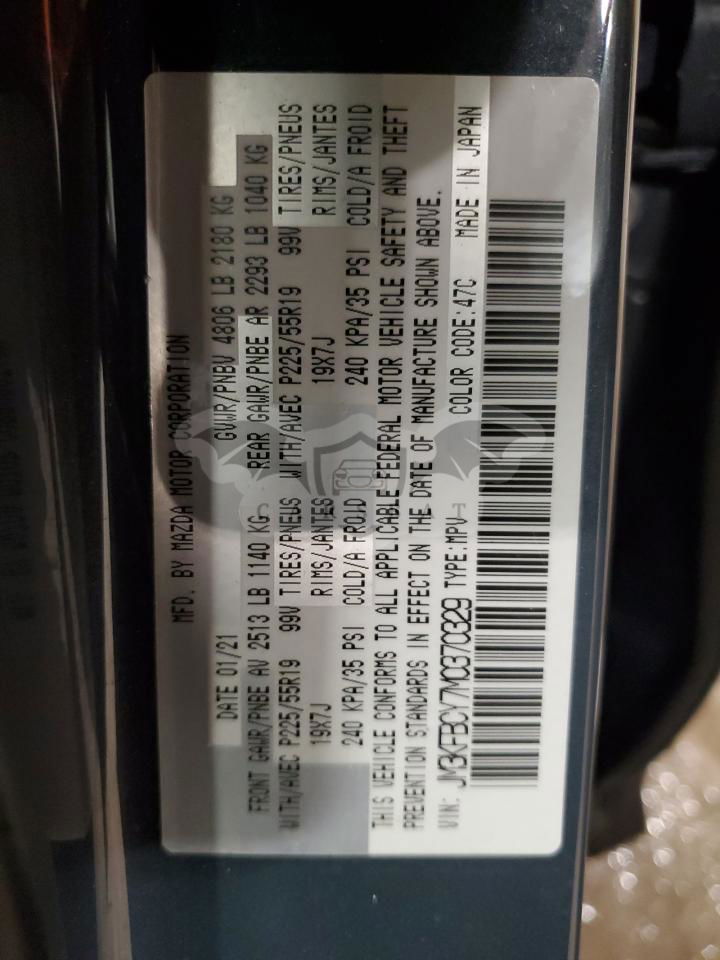 MFD. BY MAZDA MOTOR CORPORATION
DATE 01/21 GVWR/PNBV 4806 LB 2180 KG
FRONT GAWR/PNBE AV 2513 LB 1140 KG REAR GAWR/PNBE AR 2293 LB 1040 KG
WITH/AVEC P225/55R19 99V TIRES/PNEUS WITH/AVEC P225/55R19 99V TIRES/PNEUS
19X7J RIMS/JANTES 19X7J RIMS/JANTES
240 KPA/35 PSI COLD/A FROID 240 KPA/35 PSI COLD/A FROID
THIS VEHICLE CONFORMS TO ALL APPLICABLE FEDERAL MOTOR VEHICLE SAFETY AND THEFT
PREVENTION STANDARDS IN EFFECT ON THE DATE OF MANUFACTURE SHOWN ABOVE.
VIN: JM3KFBCY7M0370329 TYPE:MPV COLOR CODE:47C MADE IN JAPAN